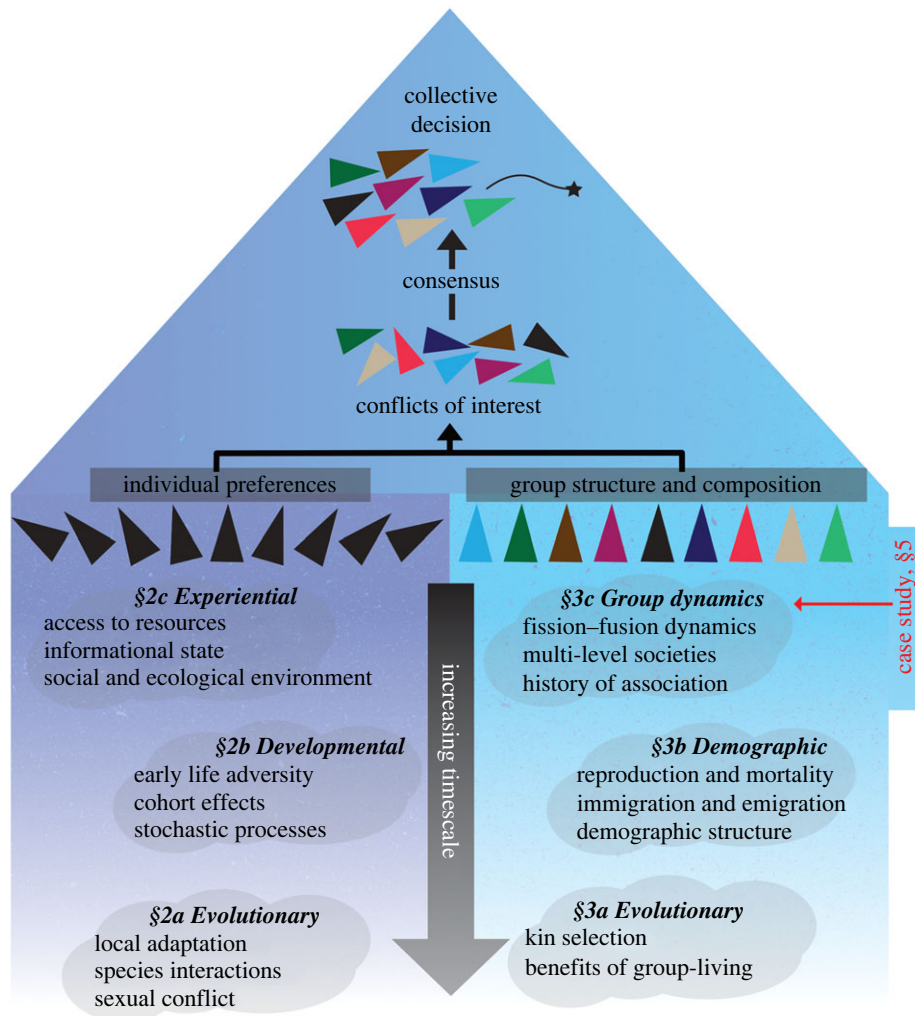 collective
decision
consensus
conflicts of interest
individual preferences
group structure and composition
§2c Experiential
access to resources
informational state
social and ecological environment
§3c Group dynamics
fission–fusion dynamics
multi-level societies
history of association
case study, §5
increasing timescale
§2b Developmental
early life adversity
cohort effects
stochastic processes
§3b Demographic
reproduction and mortality
immigration and emigration
demographic structure
§2a Evolutionary
local adaptation
species interactions
sexual conflict
§3a Evolutionary
kin selection
benefits of group-living